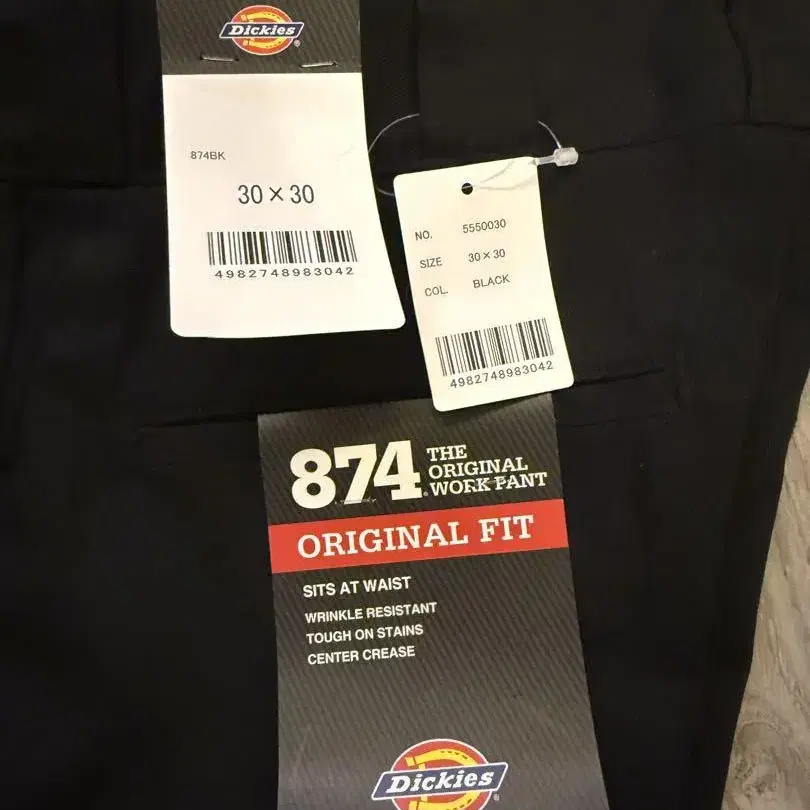 Dickies
874BK
30×30
4982748983042
NO. 5550030
SIZE 30×30
COL. BLACK
4982748983042
874 THE ORIGINAL WORK PANT
ORIGINAL FIT
SITS AT WAIST
WRINKLE RESISTANT
TOUGH ON STAINS
CENTER CREASE
Dickies